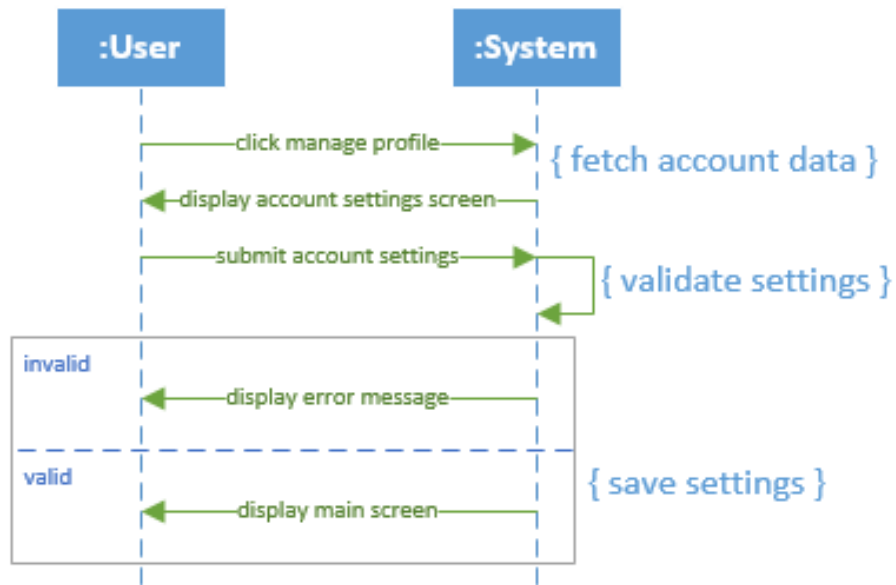 :User
:System
click manage profile
{ fetch account data }
display account settings screen
submit account settings
{ validate settings }
invalid
display error message
valid
{ save settings }
display main screen